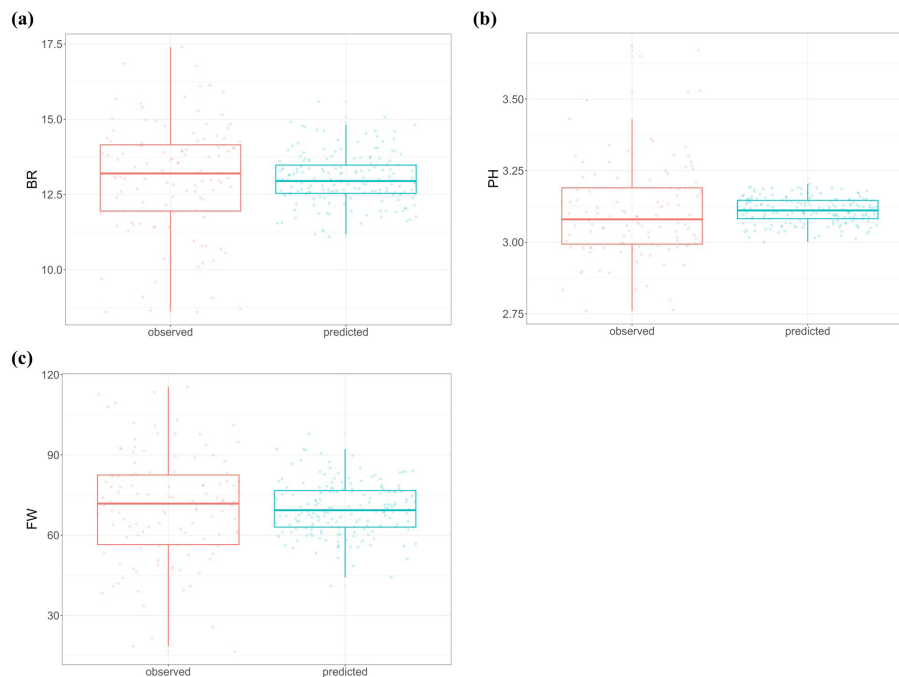 (a)
17.5
15.0
12.5
10.0
BR
observed predicted
(b)
3.50
3.25
3.00
2.75
PH
observed predicted
(c)
120
90
60
30
FW
observed predicted